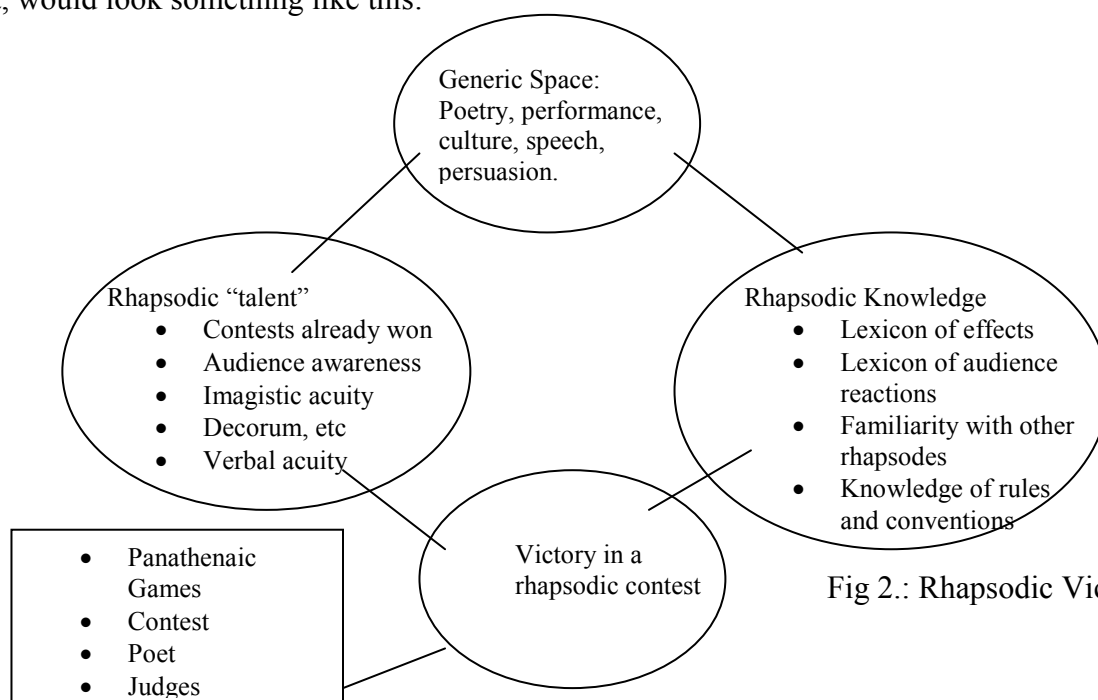 would look something like this:
Generic Space:
Poetry, performance,
culture, speech,
persuasion.
Rhapsodic “talent”
• Contests already won
• Audience awareness
• Imagistic acuity
• Decorum, etc
• Verbal acuity
Rhapsodic Knowledge
• Lexicon of effects
• Lexicon of audience
reactions
• Familiarity with other
rhapsodes
• Knowledge of rules
and conventions
Victory in a
rhapsodic contest
Fig 2.: Rhapsodic
• Panathenaic
Games
• Contest
• Poet
• Judges